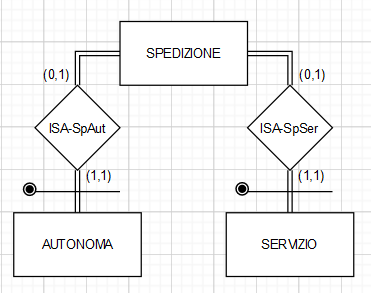 SPEDIZIONE
(0,1) (0,1)
ISA-SpAut ISA-SpSer
(1,1) (1,1)
AUTONOMA SERVIZIO